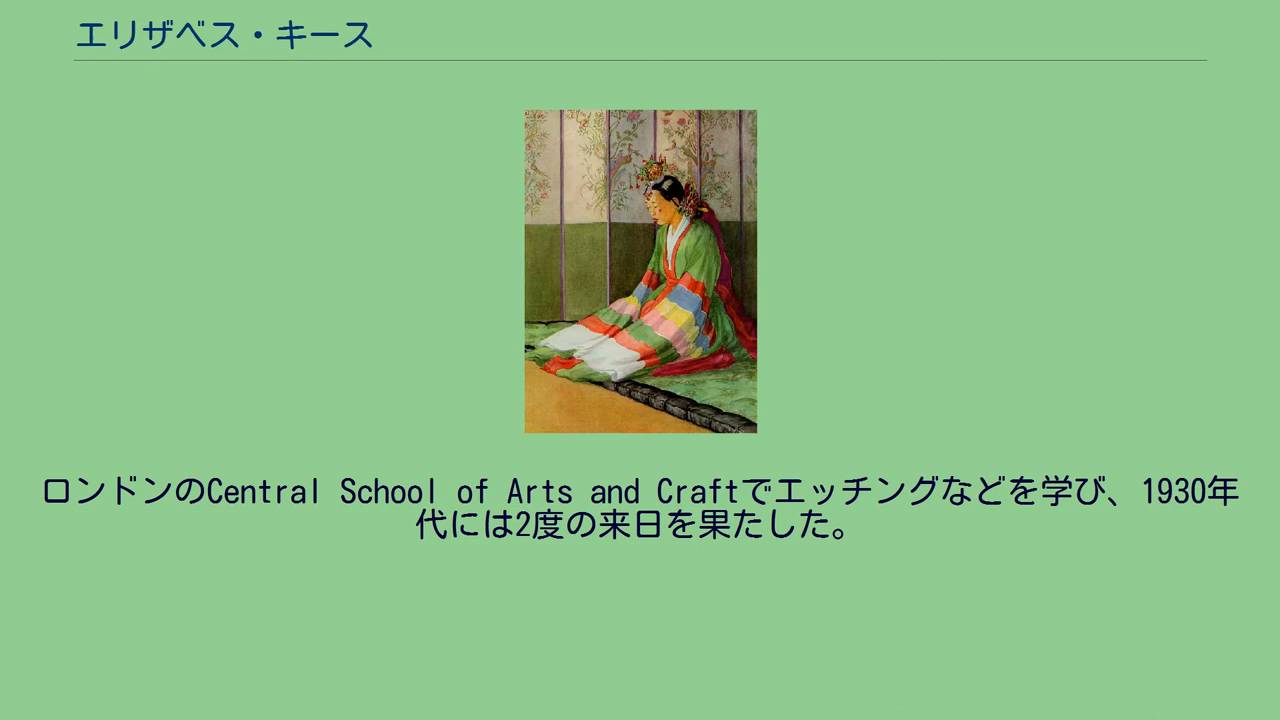 エリザベス・キース
ロンドンのCentral School of Arts and Craftでエッチングなどを学び、1930年
代には2度の来日を果たした。